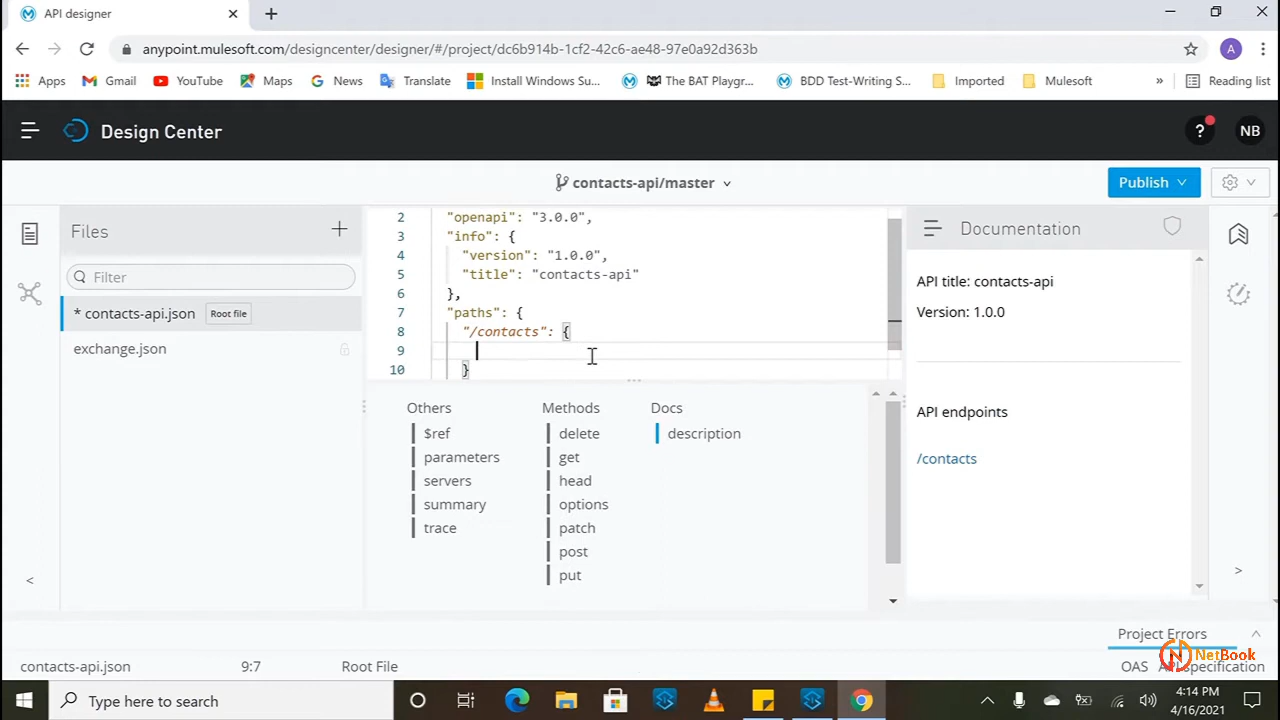 API designer
anypoint.mulesoft.com/designcenter/designer/#/project/dc6b914b-1cf2-42c6-ae48-97e0a92d363b
A
Apps Gmail YouTube Maps News Translate Install Windows Su... The BAT Playgr... BDD Test-Writing S... Imported Mulesoft » Reading list
Design Center
? NB
contacts-api/master
Publish
Files
Filter
* contacts-api.json Root file
exchange.json
2 "openapi": "3.0.0",
3 "info": {
4 "version": "1.0.0",
5 "title": "contacts-api"
6 },
7 "paths": {
8 "/contacts": {
9
10 }
Others
$ref
parameters
servers
summary
trace
Methods
delete
get
head
options
patch
post
put
Docs
description
Documentation
API title: contacts-api
Version: 1.0.0
API endpoints
/contacts
Project Errors
contacts-api.json 9:7 Root File
OAS API Specification
NetBook
Type here to search
4:14 PM
4/16/2021